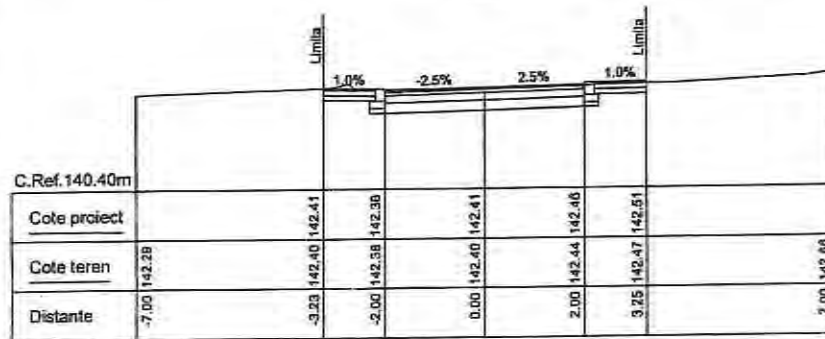 Limita
Limita
1.0% -2.5% 2.5% 1.0%
C.Ref.140.40m
Cote proiect 142.41 142.38 142.41 142.46 142.51
Cote teren 142.29 142.40 142.38 142.40 142.44 142.47
Distante -7.00 -3.23 -2.00 0.00 2.00 3.25